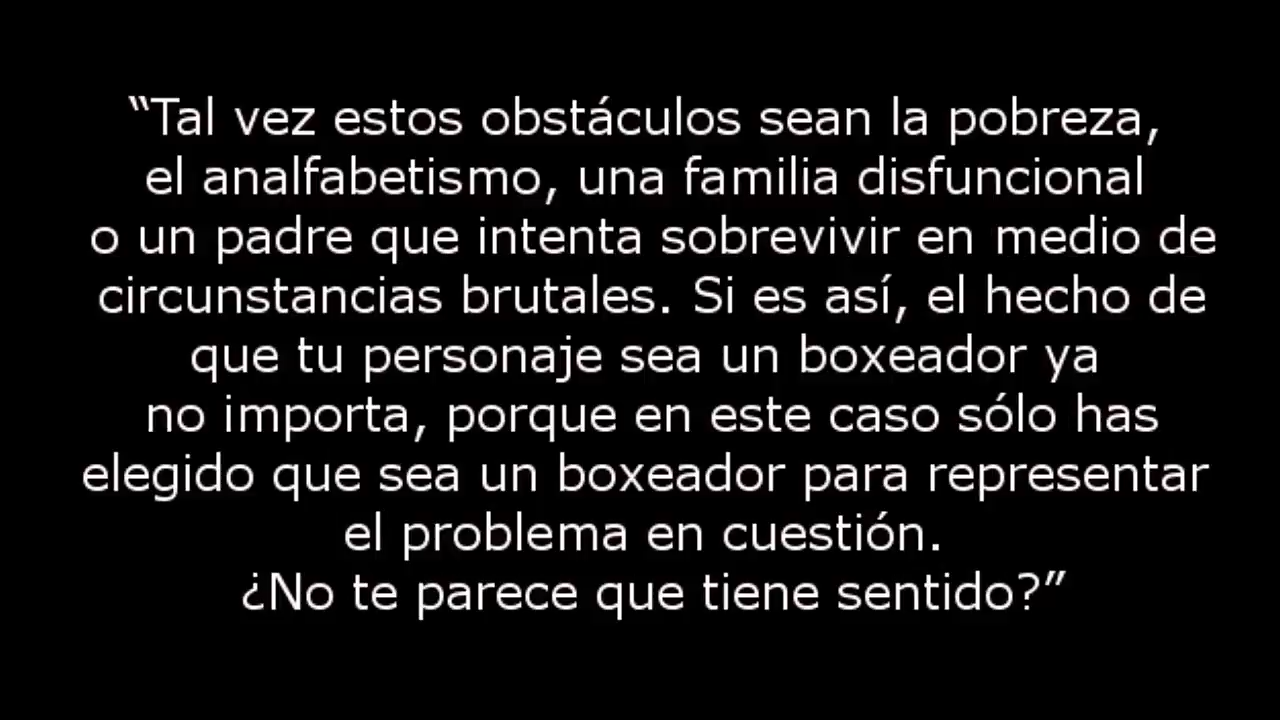 “Tal vez estos obstáculos sean la pobreza,
el analfabetismo, una familia disfuncional
o un padre que intenta sobrevivir en medio de
circunstancias brutales. Si es así, el hecho de
que tu personaje sea un boxeador ya
no importa, porque en este caso sólo has
elegido que sea un boxeador para representar
el problema en cuestión.
¿No te parece que tiene sentido?”